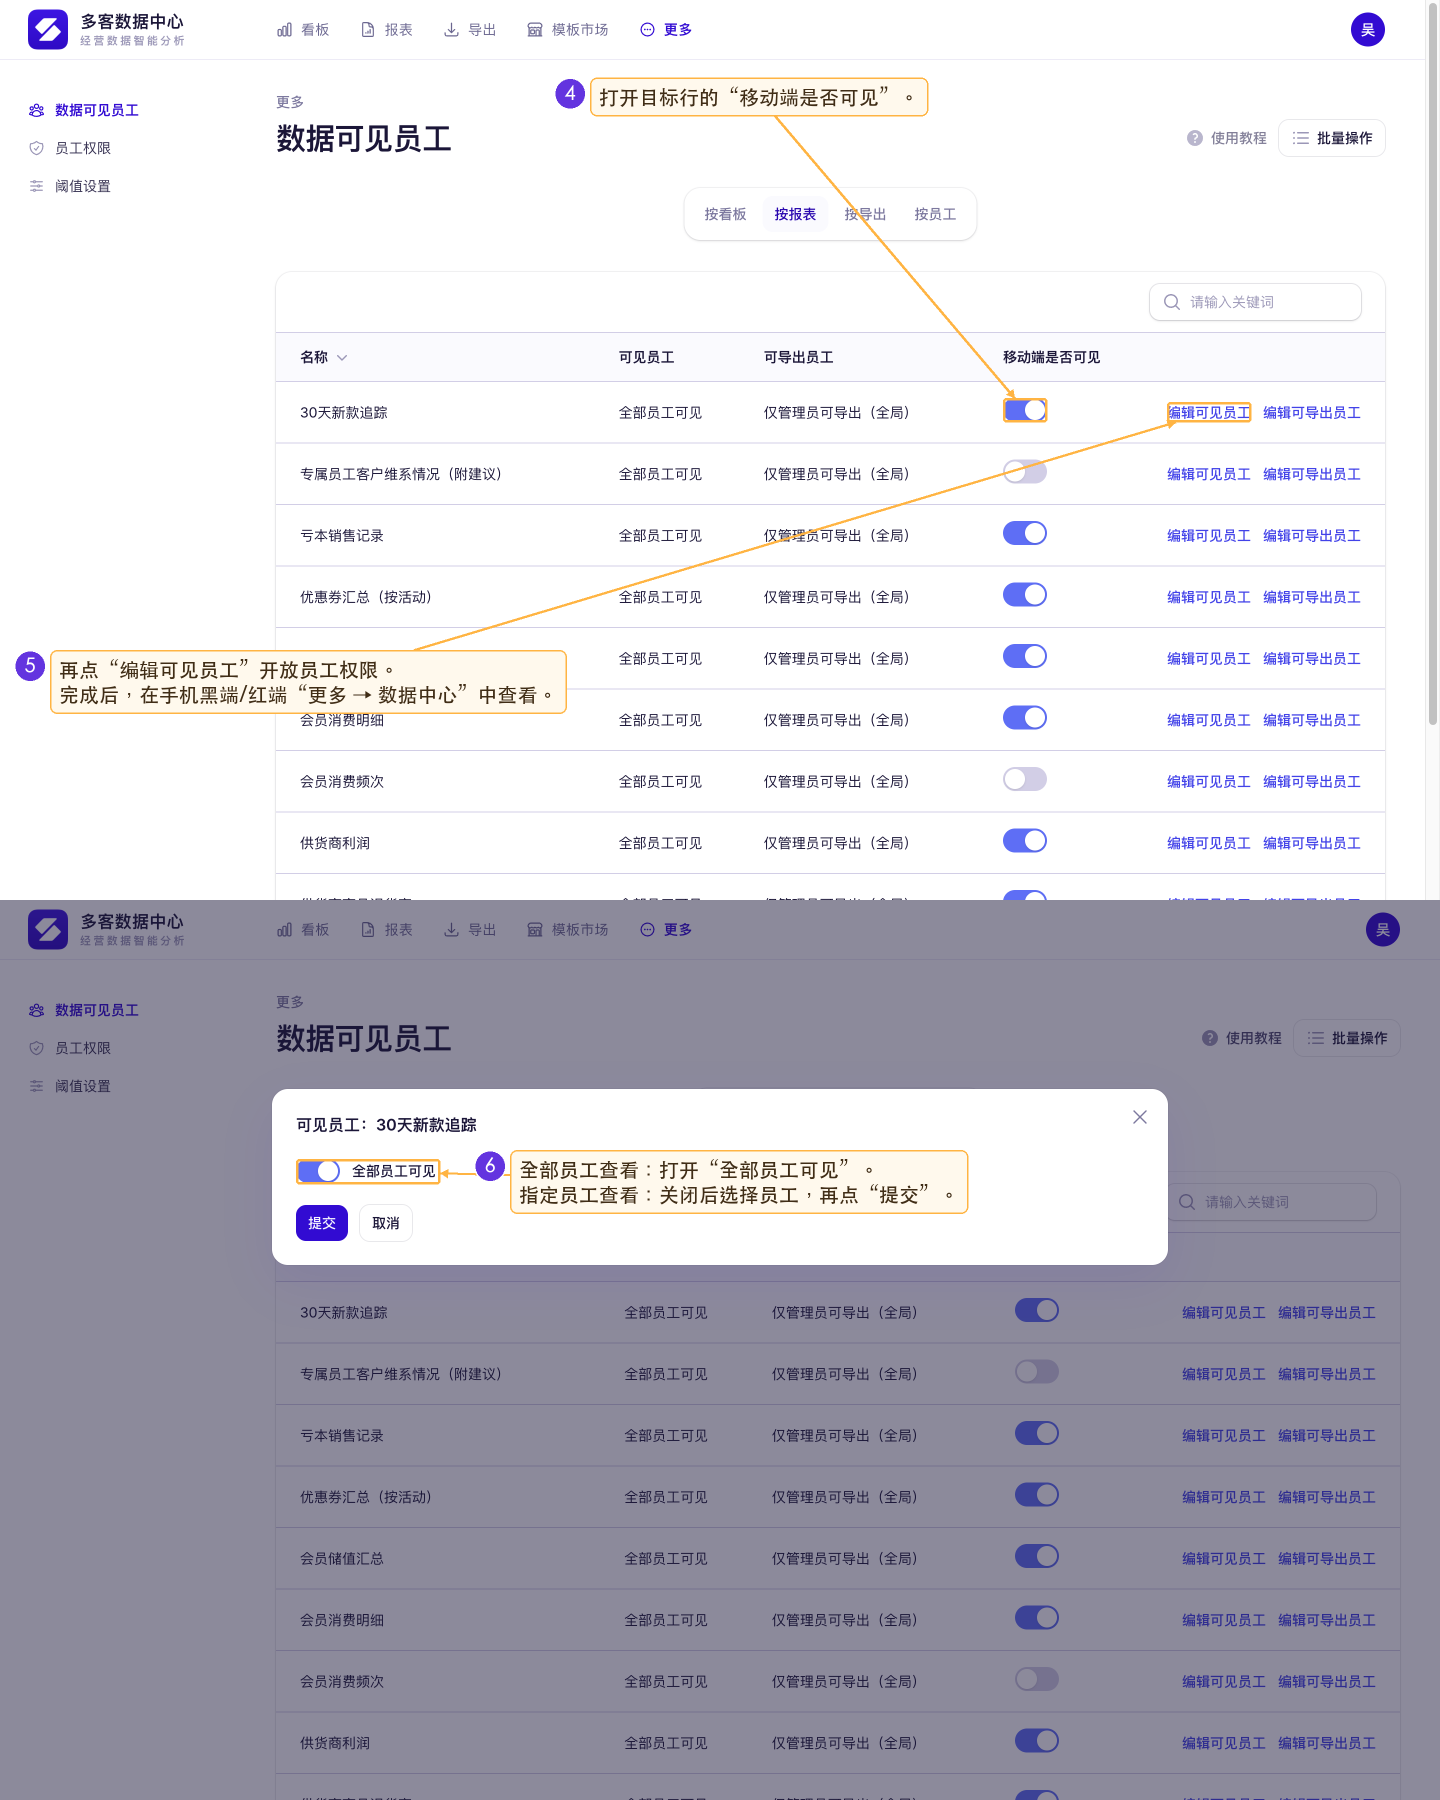 多客数据中心
经营数据智能分析
看板
报表
导出
模板市场
更多
吴
数据可见员工
员工权限
阈值设置
更多
数据可见员工
4
打开目标行的“移动端是否可见”。
使用教程
批量操作
按看板
按报表
按导出
按员工
请输入关键词
名称 可见员工 可导出员工 移动端是否可见
30天新款追踪 全部员工可见 仅管理员可导出（全局） 编辑可见员工 编辑可导出员工
专属员工客户维系情况（附建议） 全部员工可见 仅管理员可导出（全局） 编辑可见员工 编辑可导出员工
亏本销售记录 全部员工可见 仅管理员可导出（全局） 编辑可见员工 编辑可导出员工
优惠券汇总（按活动） 全部员工可见 仅管理员可导出（全局） 编辑可见员工 编辑可导出员工
全部员工可见 仅管理员可导出（全局） 编辑可见员工 编辑可导出员工
5
再点“编辑可见员工”开放员工权限。
完成后，在手机黑端/红端“更多 → 数据中心”中查看。
会员消费明细 全部员工可见 仅管理员可导出（全局） 编辑可见员工 编辑可导出员工
会员消费频次 全部员工可见 仅管理员可导出（全局） 编辑可见员工 编辑可导出员工
供货商利润 全部员工可见 仅管理员可导出（全局） 编辑可见员工 编辑可导出员工
多客数据中心
经营数据智能分析
看板
报表
导出
模板市场
更多
吴
数据可见员工
员工权限
阈值设置
更多
数据可见员工
使用教程
批量操作
可见员工：30天新款追踪
全部员工可见
6
全部员工查看：打开“全部员工可见”。
指定员工查看：关闭后选择员工，再点“提交”。
提交
取消
请输入关键词
30天新款追踪 全部员工可见 仅管理员可导出（全局） 编辑可见员工 编辑可导出员工
专属员工客户维系情况（附建议） 全部员工可见 仅管理员可导出（全局） 编辑可见员工 编辑可导出员工
亏本销售记录 全部员工可见 仅管理员可导出（全局） 编辑可见员工 编辑可导出员工
优惠券汇总（按活动） 全部员工可见 仅管理员可导出（全局） 编辑可见员工 编辑可导出员工
会员储值汇总 全部员工可见 仅管理员可导出（全局） 编辑可见员工 编辑可导出员工
会员消费明细 全部员工可见 仅管理员可导出（全局） 编辑可见员工 编辑可导出员工
会员消费频次 全部员工可见 仅管理员可导出（全局） 编辑可见员工 编辑可导出员工
供货商利润 全部员工可见 仅管理员可导出（全局） 编辑可见员工 编辑可导出员工